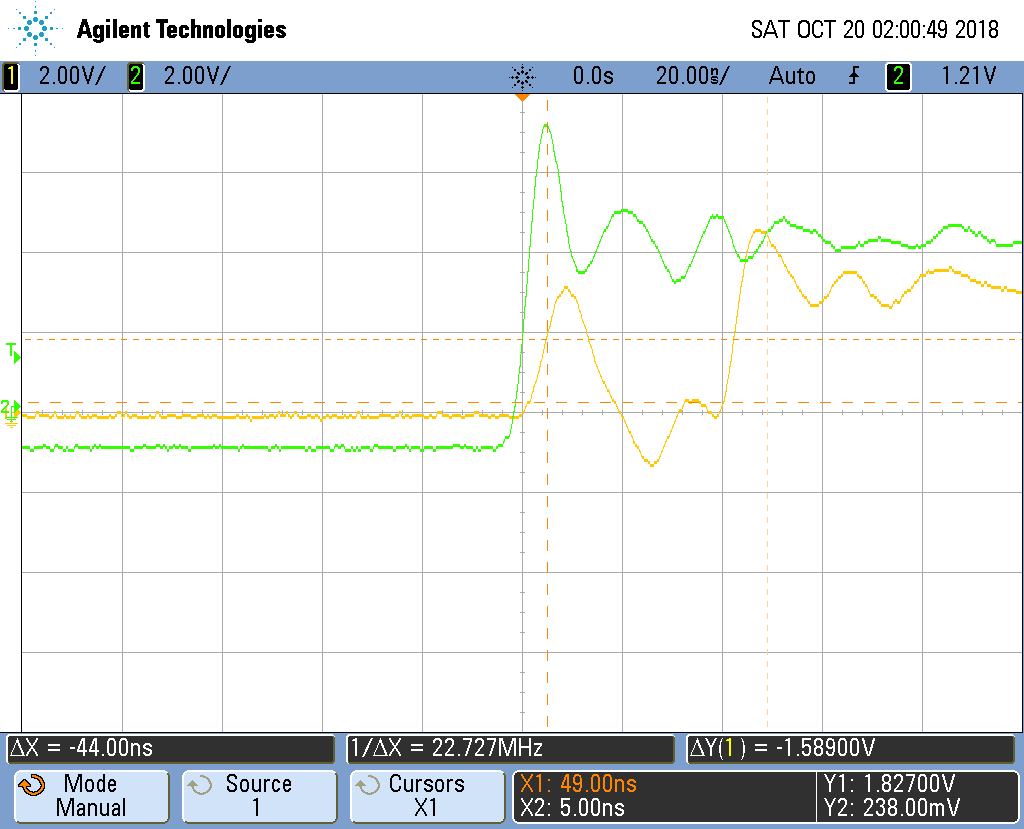 Agilent Technologies
SAT OCT 20 02:00:49 2018
1 2.00V/ 2 2.00V/ 0.0s 20.00ns/ Auto 2 1.21V
T
2
ΔX = -44.00ns
1/ΔX = 22.727MHz
ΔY(1) = -1.58900V
Mode
Manual
Source
1
Cursors
X1
X1: 49.00ns
X2: 5.00ns
Y1: 1.82700V
Y2: 238.00mV